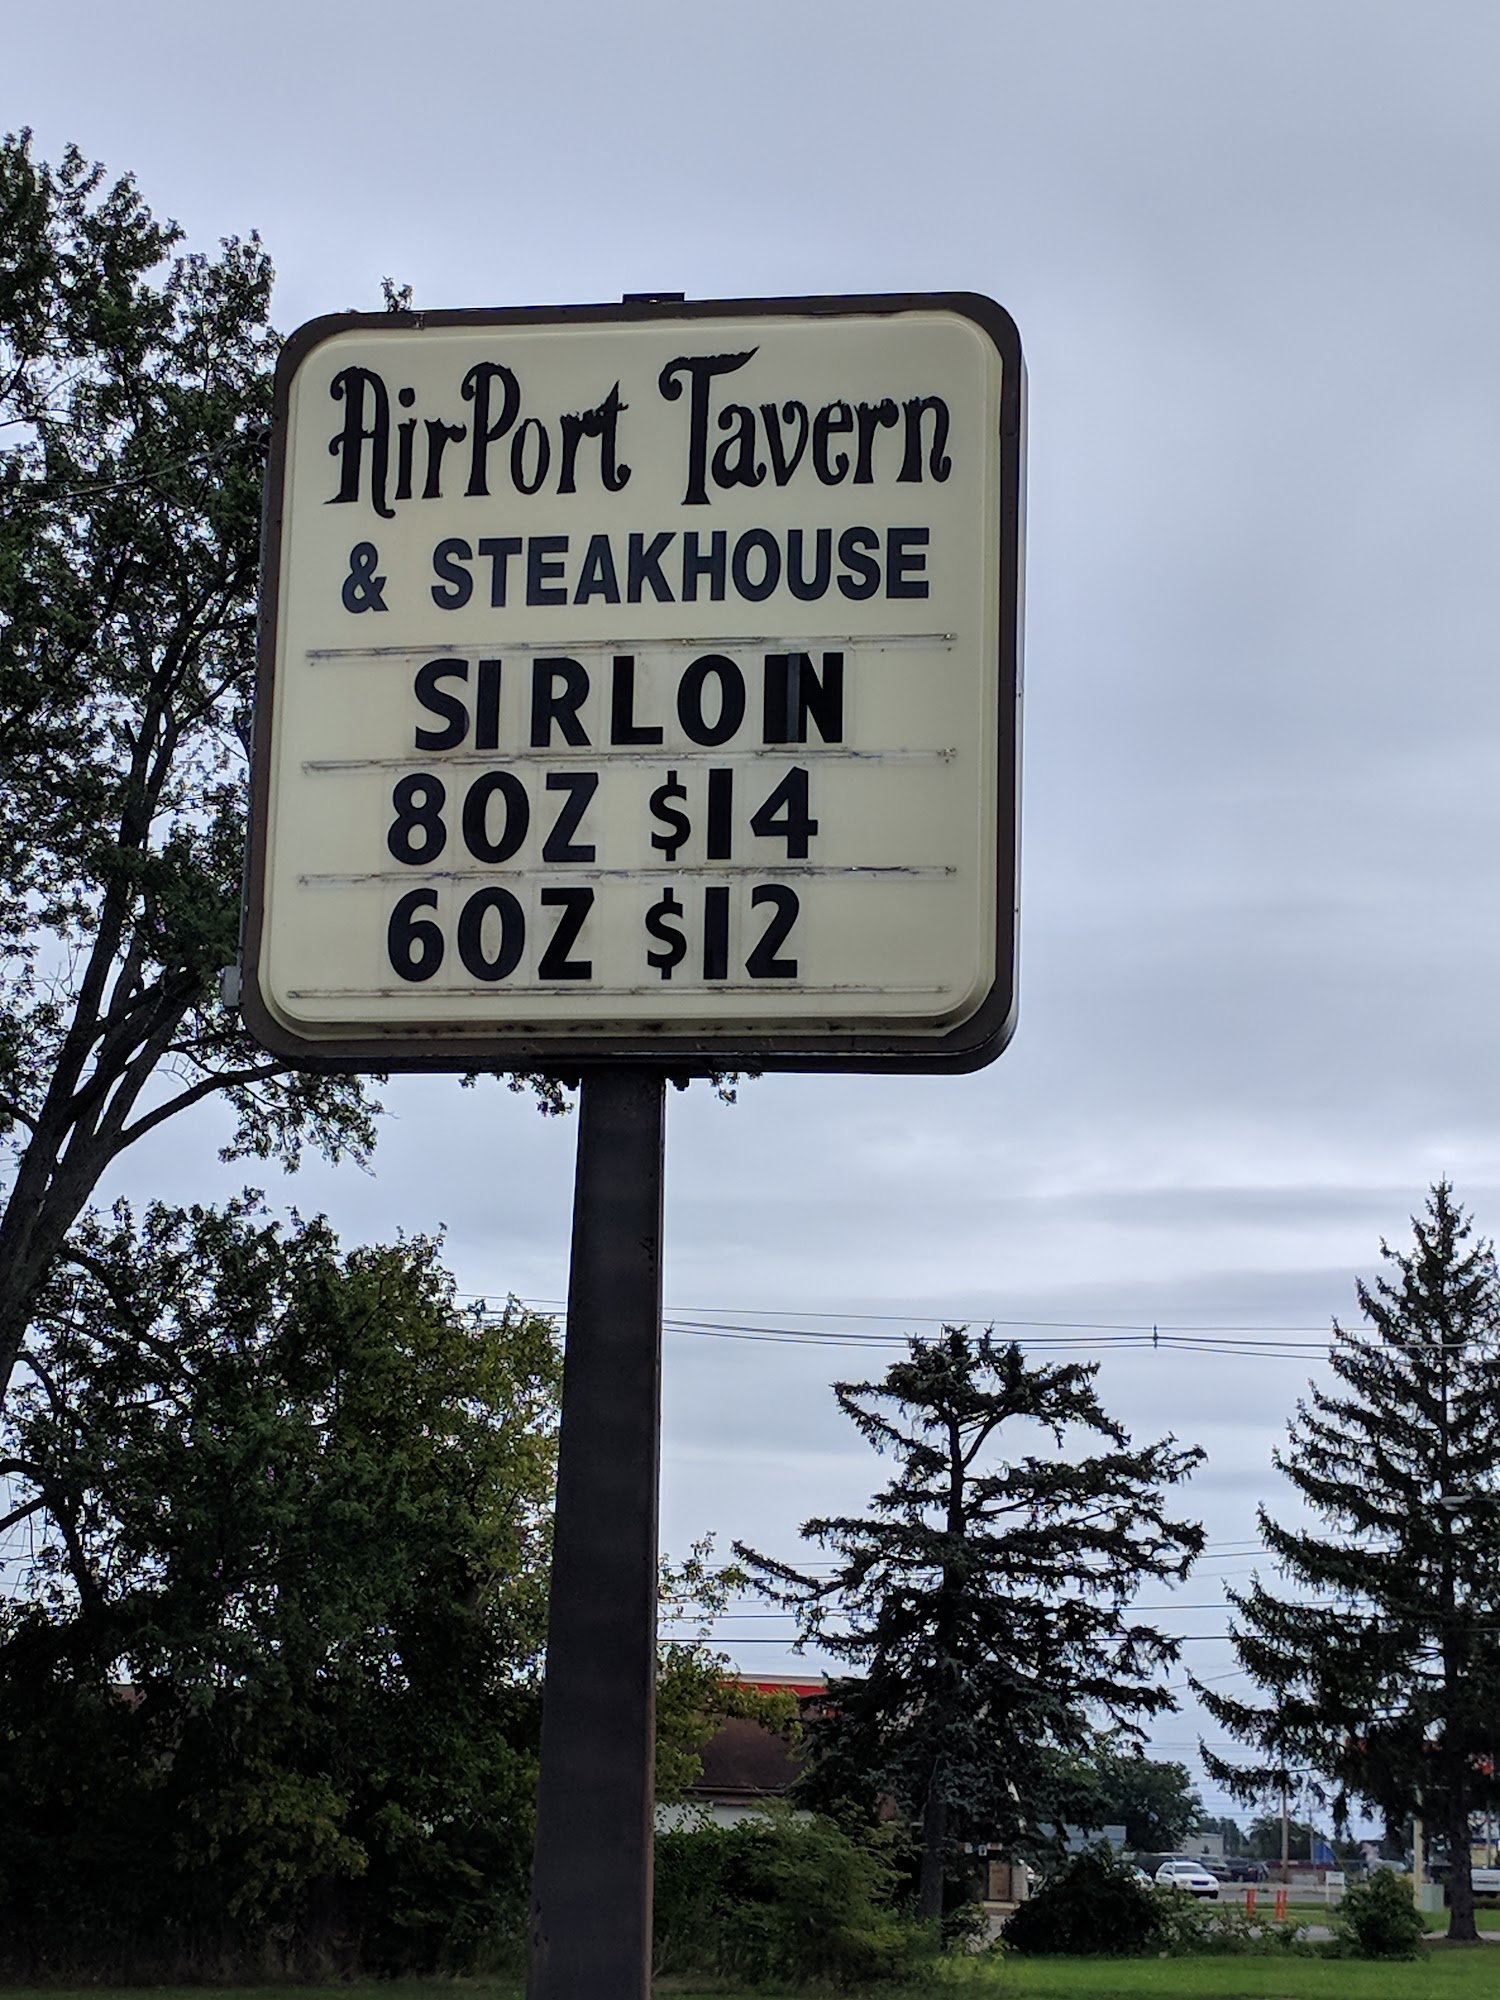 AirPort Tavern
& STEAKHOUSE
SIRLOIN
8OZ $14
6OZ $12